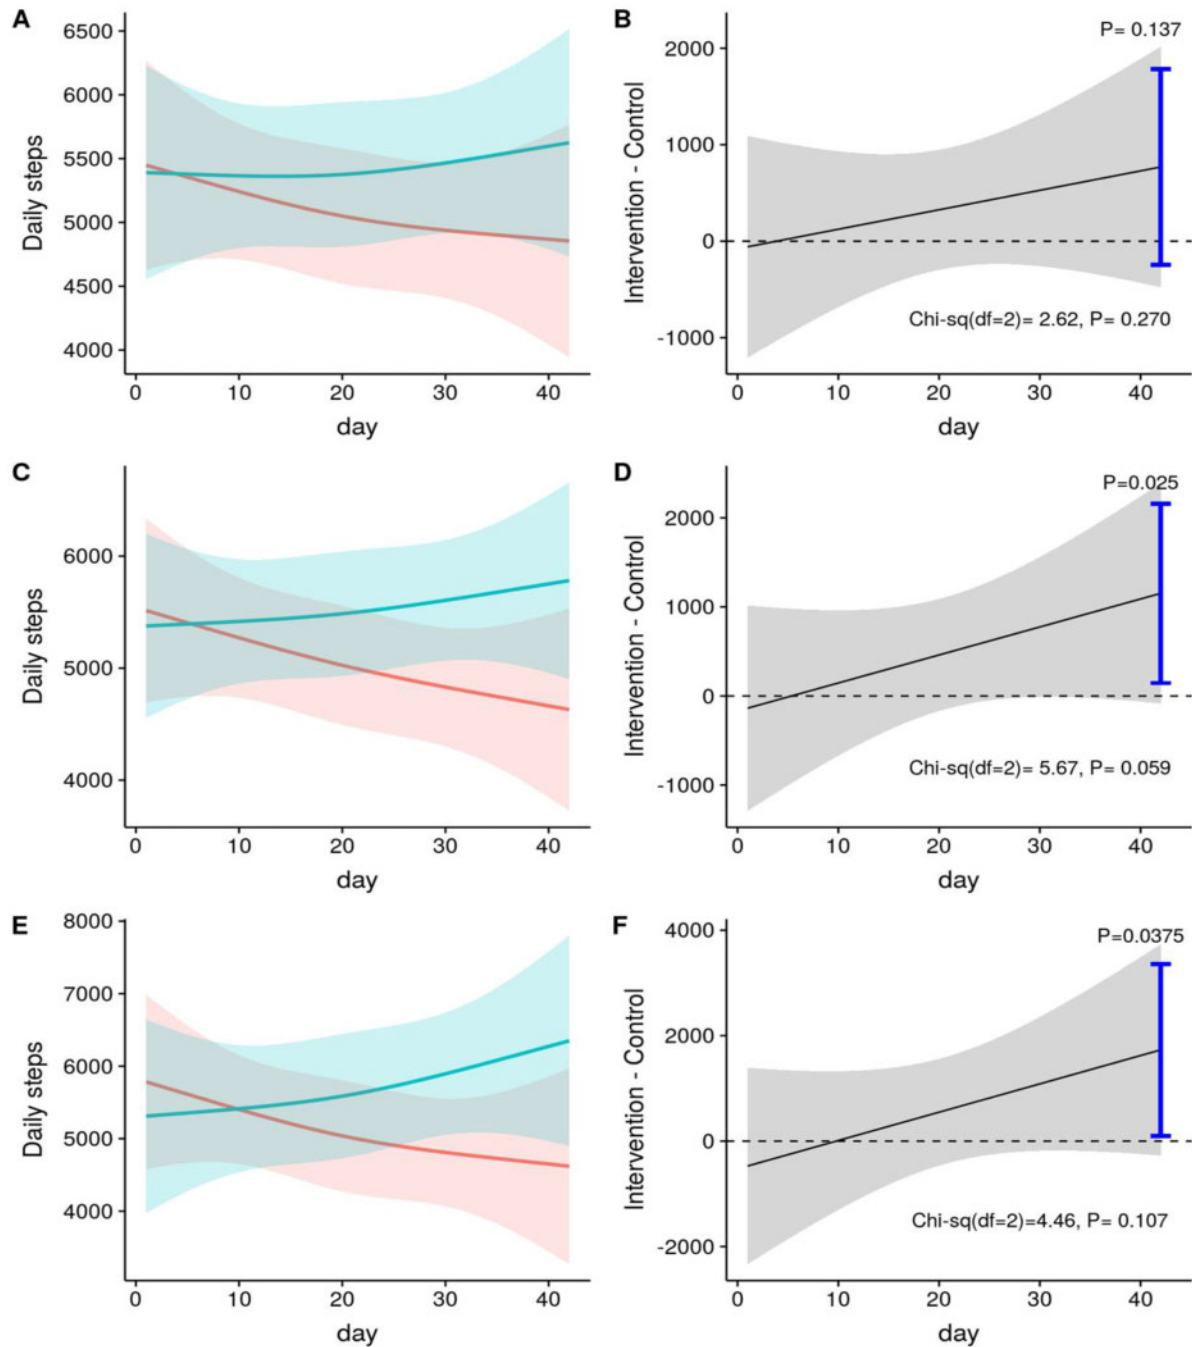 A
6500
6000
5500
5000
4500
4000
Daily steps
0 10 20 30 40
day
B
P= 0.137
2000
1000
0
-1000
Intervention - Control
Chi-sq(df=2)= 2.62, P= 0.270
0 10 20 30 40
day
C
6000
5000
4000
Daily steps
0 10 20 30 40
day
D
P=0.025
2000
1000
0
-1000
Intervention - Control
Chi-sq(df=2)= 5.67, P= 0.059
0 10 20 30 40
day
E
8000
7000
6000
5000
4000
Daily steps
0 10 20 30 40
day
F
P=0.0375
4000
2000
0
-2000
Intervention - Control
Chi-sq(df=2)=4.46, P= 0.107
0 10 20 30 40
day